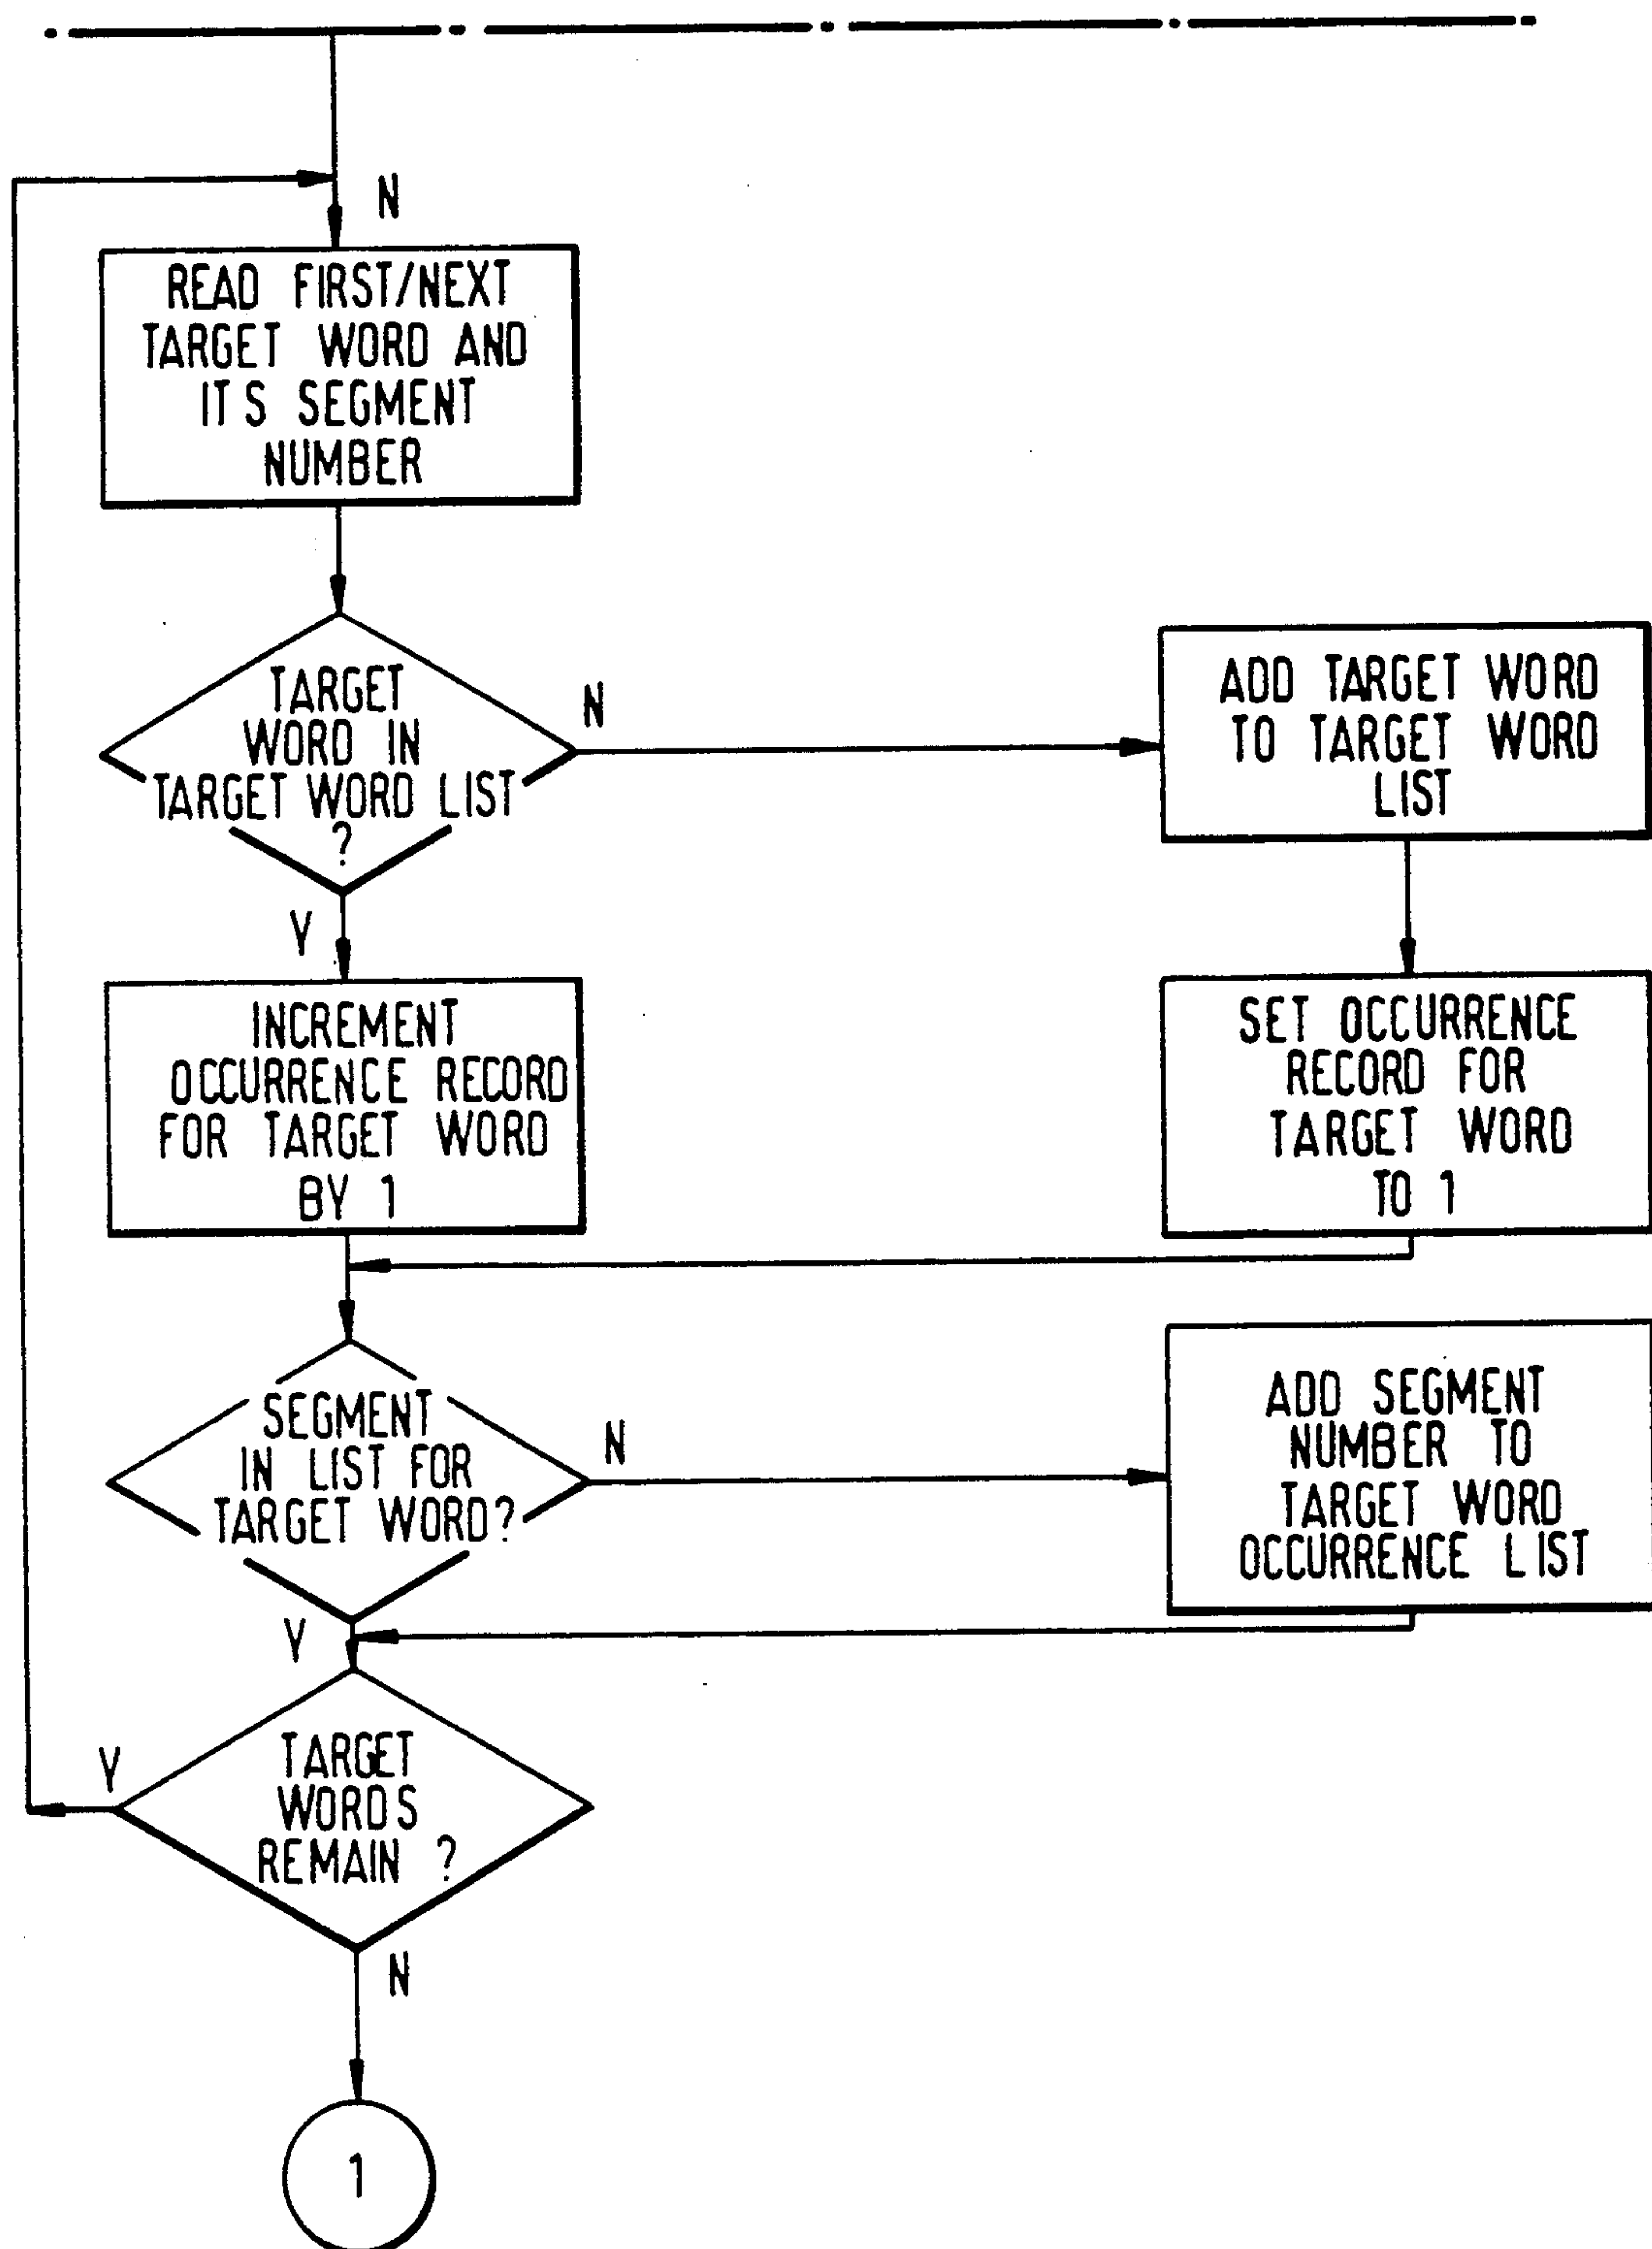 N
READ FIRST/NEXT
TARGET WORD AND
ITS SEGMENT
NUMBER
TARGET
WORD IN
TARGET WORD LIST
?
N
ADD TARGET WORD
TO TARGET WORD
LIST
Y
INCREMENT
OCCURRENCE RECORD
FOR TARGET WORD
BY 1
SET OCCURRENCE
RECORD FOR
TARGET WORD
TO 1
SEGMENT
IN LIST FOR
TARGET WORD?
N
ADD SEGMENT
NUMBER TO
TARGET WORD
OCCURRENCE LIST
Y
TARGET
WORDS
REMAIN ?
Y
N
1